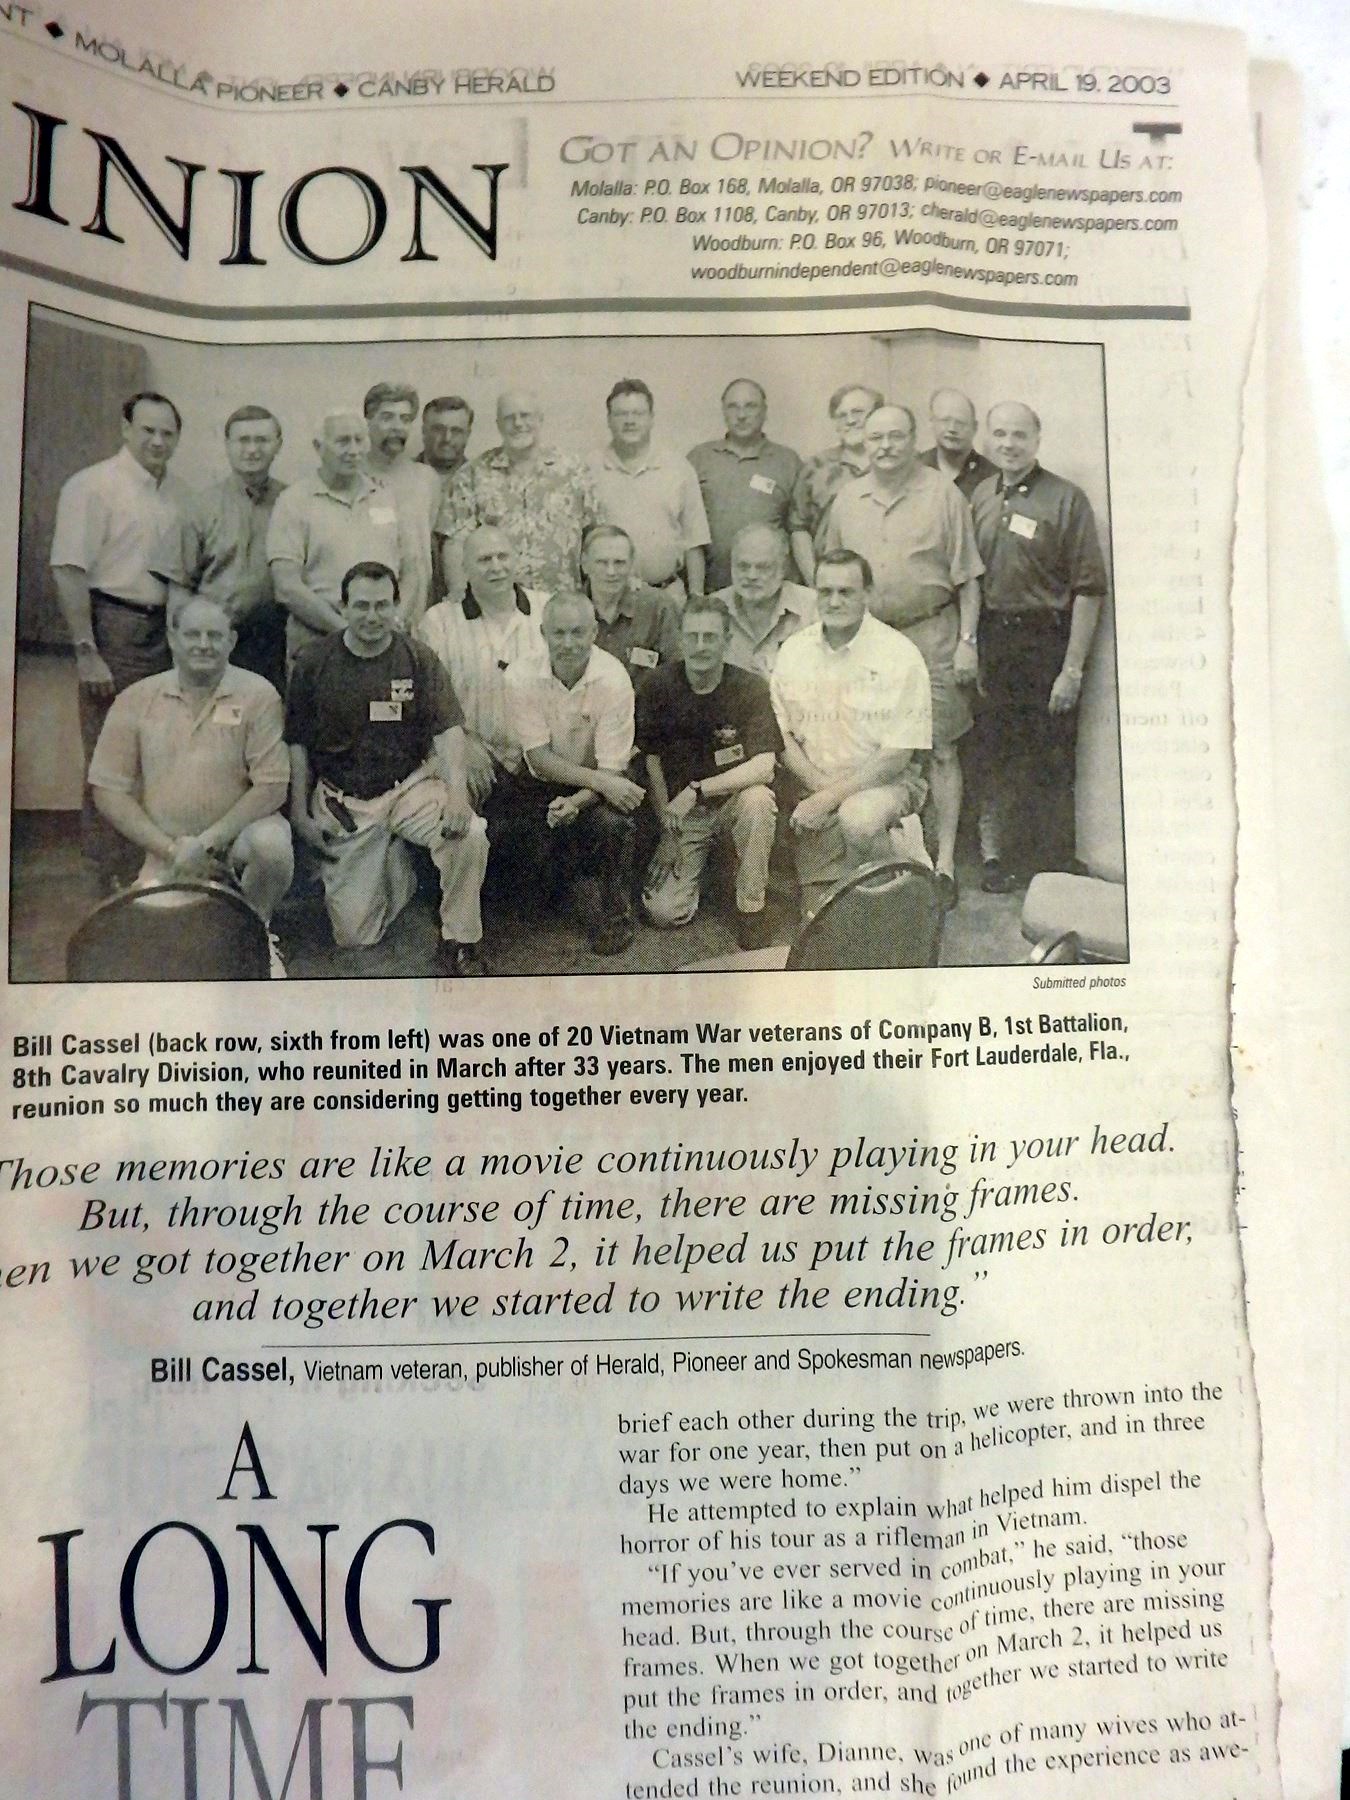 NT ◆ MOLALLA PIONEER ◆ CANBY HERALD
WEEKEND EDITION ◆ APRIL 19, 2003
INION
GOT AN OPINION? WRITE OR E-MAIL US AT:
Molalla: P.O. Box 168, Molalla, OR 97038; pioneer@eaglenewspapers.com
Canby: P.O. Box 1108, Canby, OR 97013; cherald@eaglenewspapers.com
Woodburn: P.O. Box 96, Woodburn, OR 97071;
woodburnindependent@eaglenewspapers.com
Submitted photos
Bill Cassel (back row, sixth from left) was one of 20 Vietnam War veterans of Company B, 1st Battalion,
8th Cavalry Division, who reunited in March after 33 years. The men enjoyed their Fort Lauderdale, Fla.,
reunion so much they are considering getting together every year.
Those memories are like a movie continuously playing in your head.
But, through the course of time, there are missing frames.
en we got together on March 2, it helped us put the frames in order,
and together we started to write the ending.”
Bill Cassel, Vietnam veteran, publisher of Herald, Pioneer and Spokesman newspapers.
A
LONG
TIME
brief each other during the trip, we were thrown into the
war for one year, then put on a helicopter, and in three
days we were home.”
He attempted to explain what helped him dispel the
horror of his tour as a rifleman in Vietnam.
“If you’ve ever served in combat,” he said, “those
memories are like a movie continuously playing in your
head. But, through the course of time, there are missing
frames. When we got together on March 2, it helped us
put the frames in order, and together we started to write
the ending.”
Cassel’s wife, Dianne, was one of many wives who at-
tended the reunion, and she found the experience as awe-